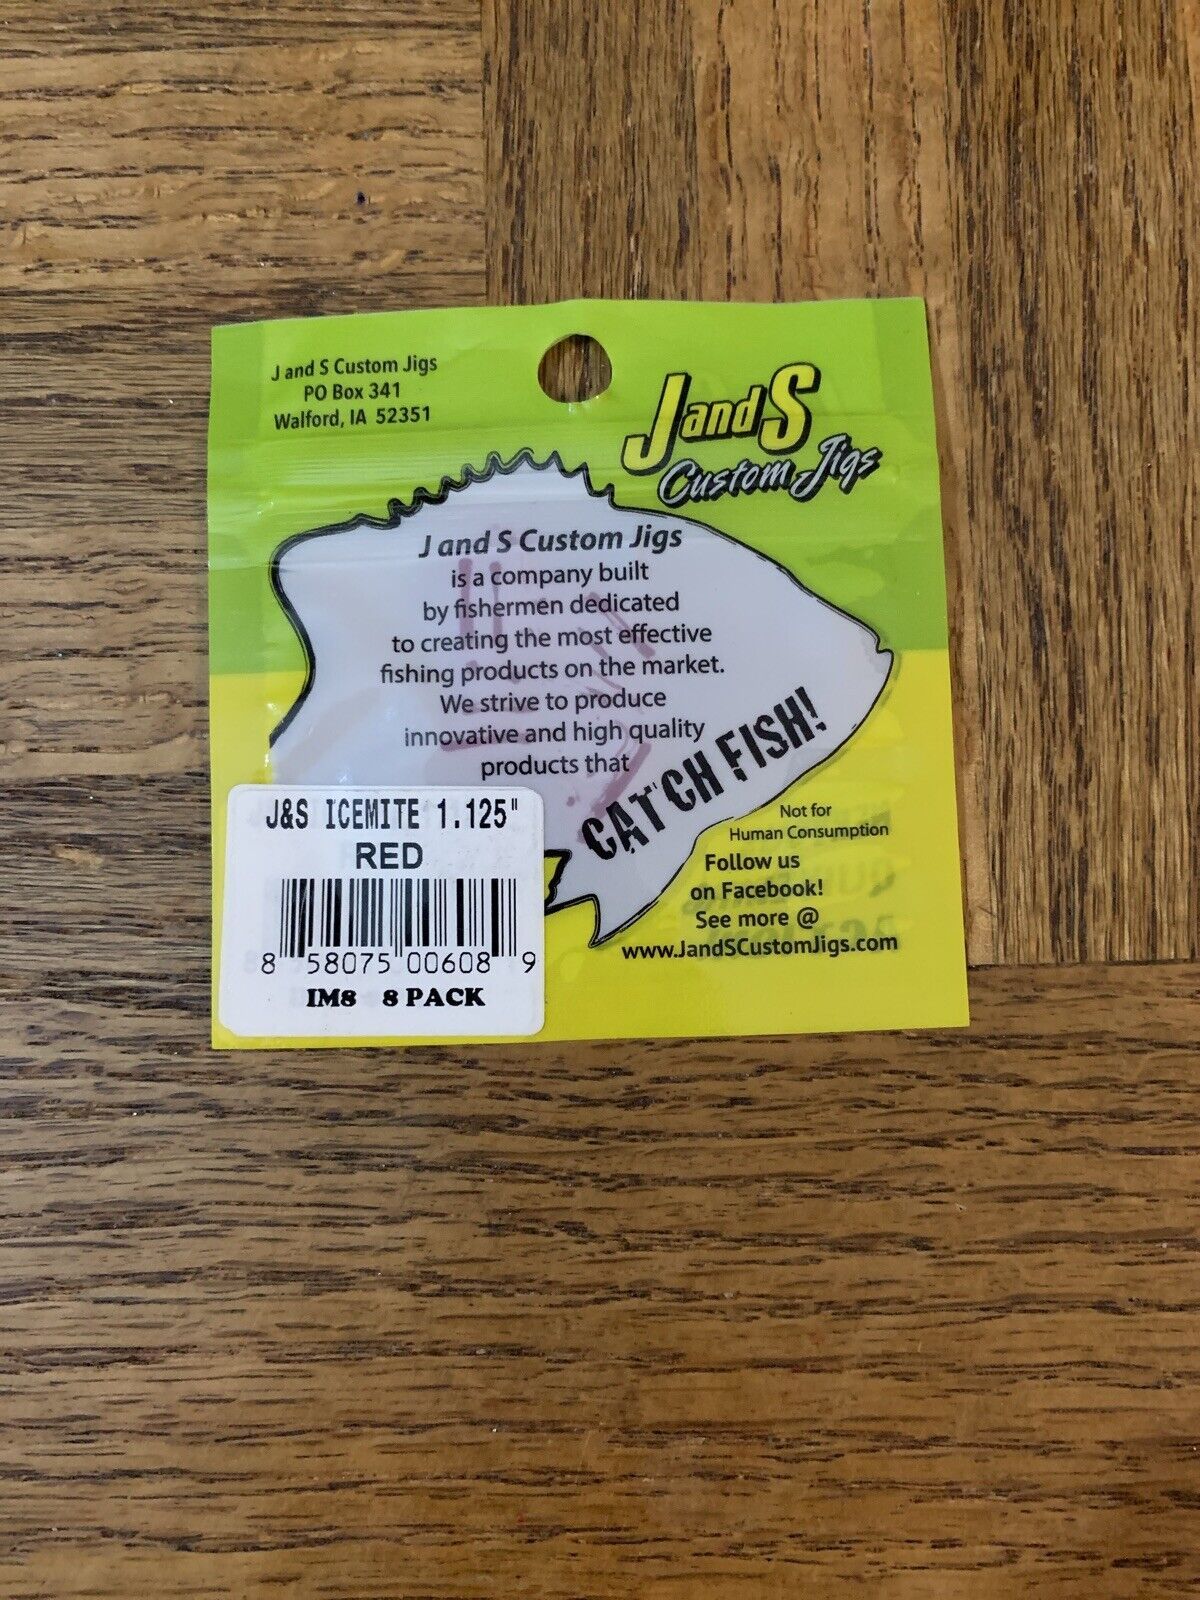 J and S Custom Jigs
PO Box 341
Walford, IA 52351
J and S
Custom Jigs
J and S Custom Jigs
is a company built
by fishermen dedicated
to creating the most effective
fishing products on the market.
We strive to produce
innovative and high quality
products that
CATCH FISH!
Not for
Human Consumption
Follow us
on Facebook!
See more @
www.JandSCustomJigs.com
J&S ICEMITE 1.125"
RED
8 58075 00608 9
IM8 8 PACK